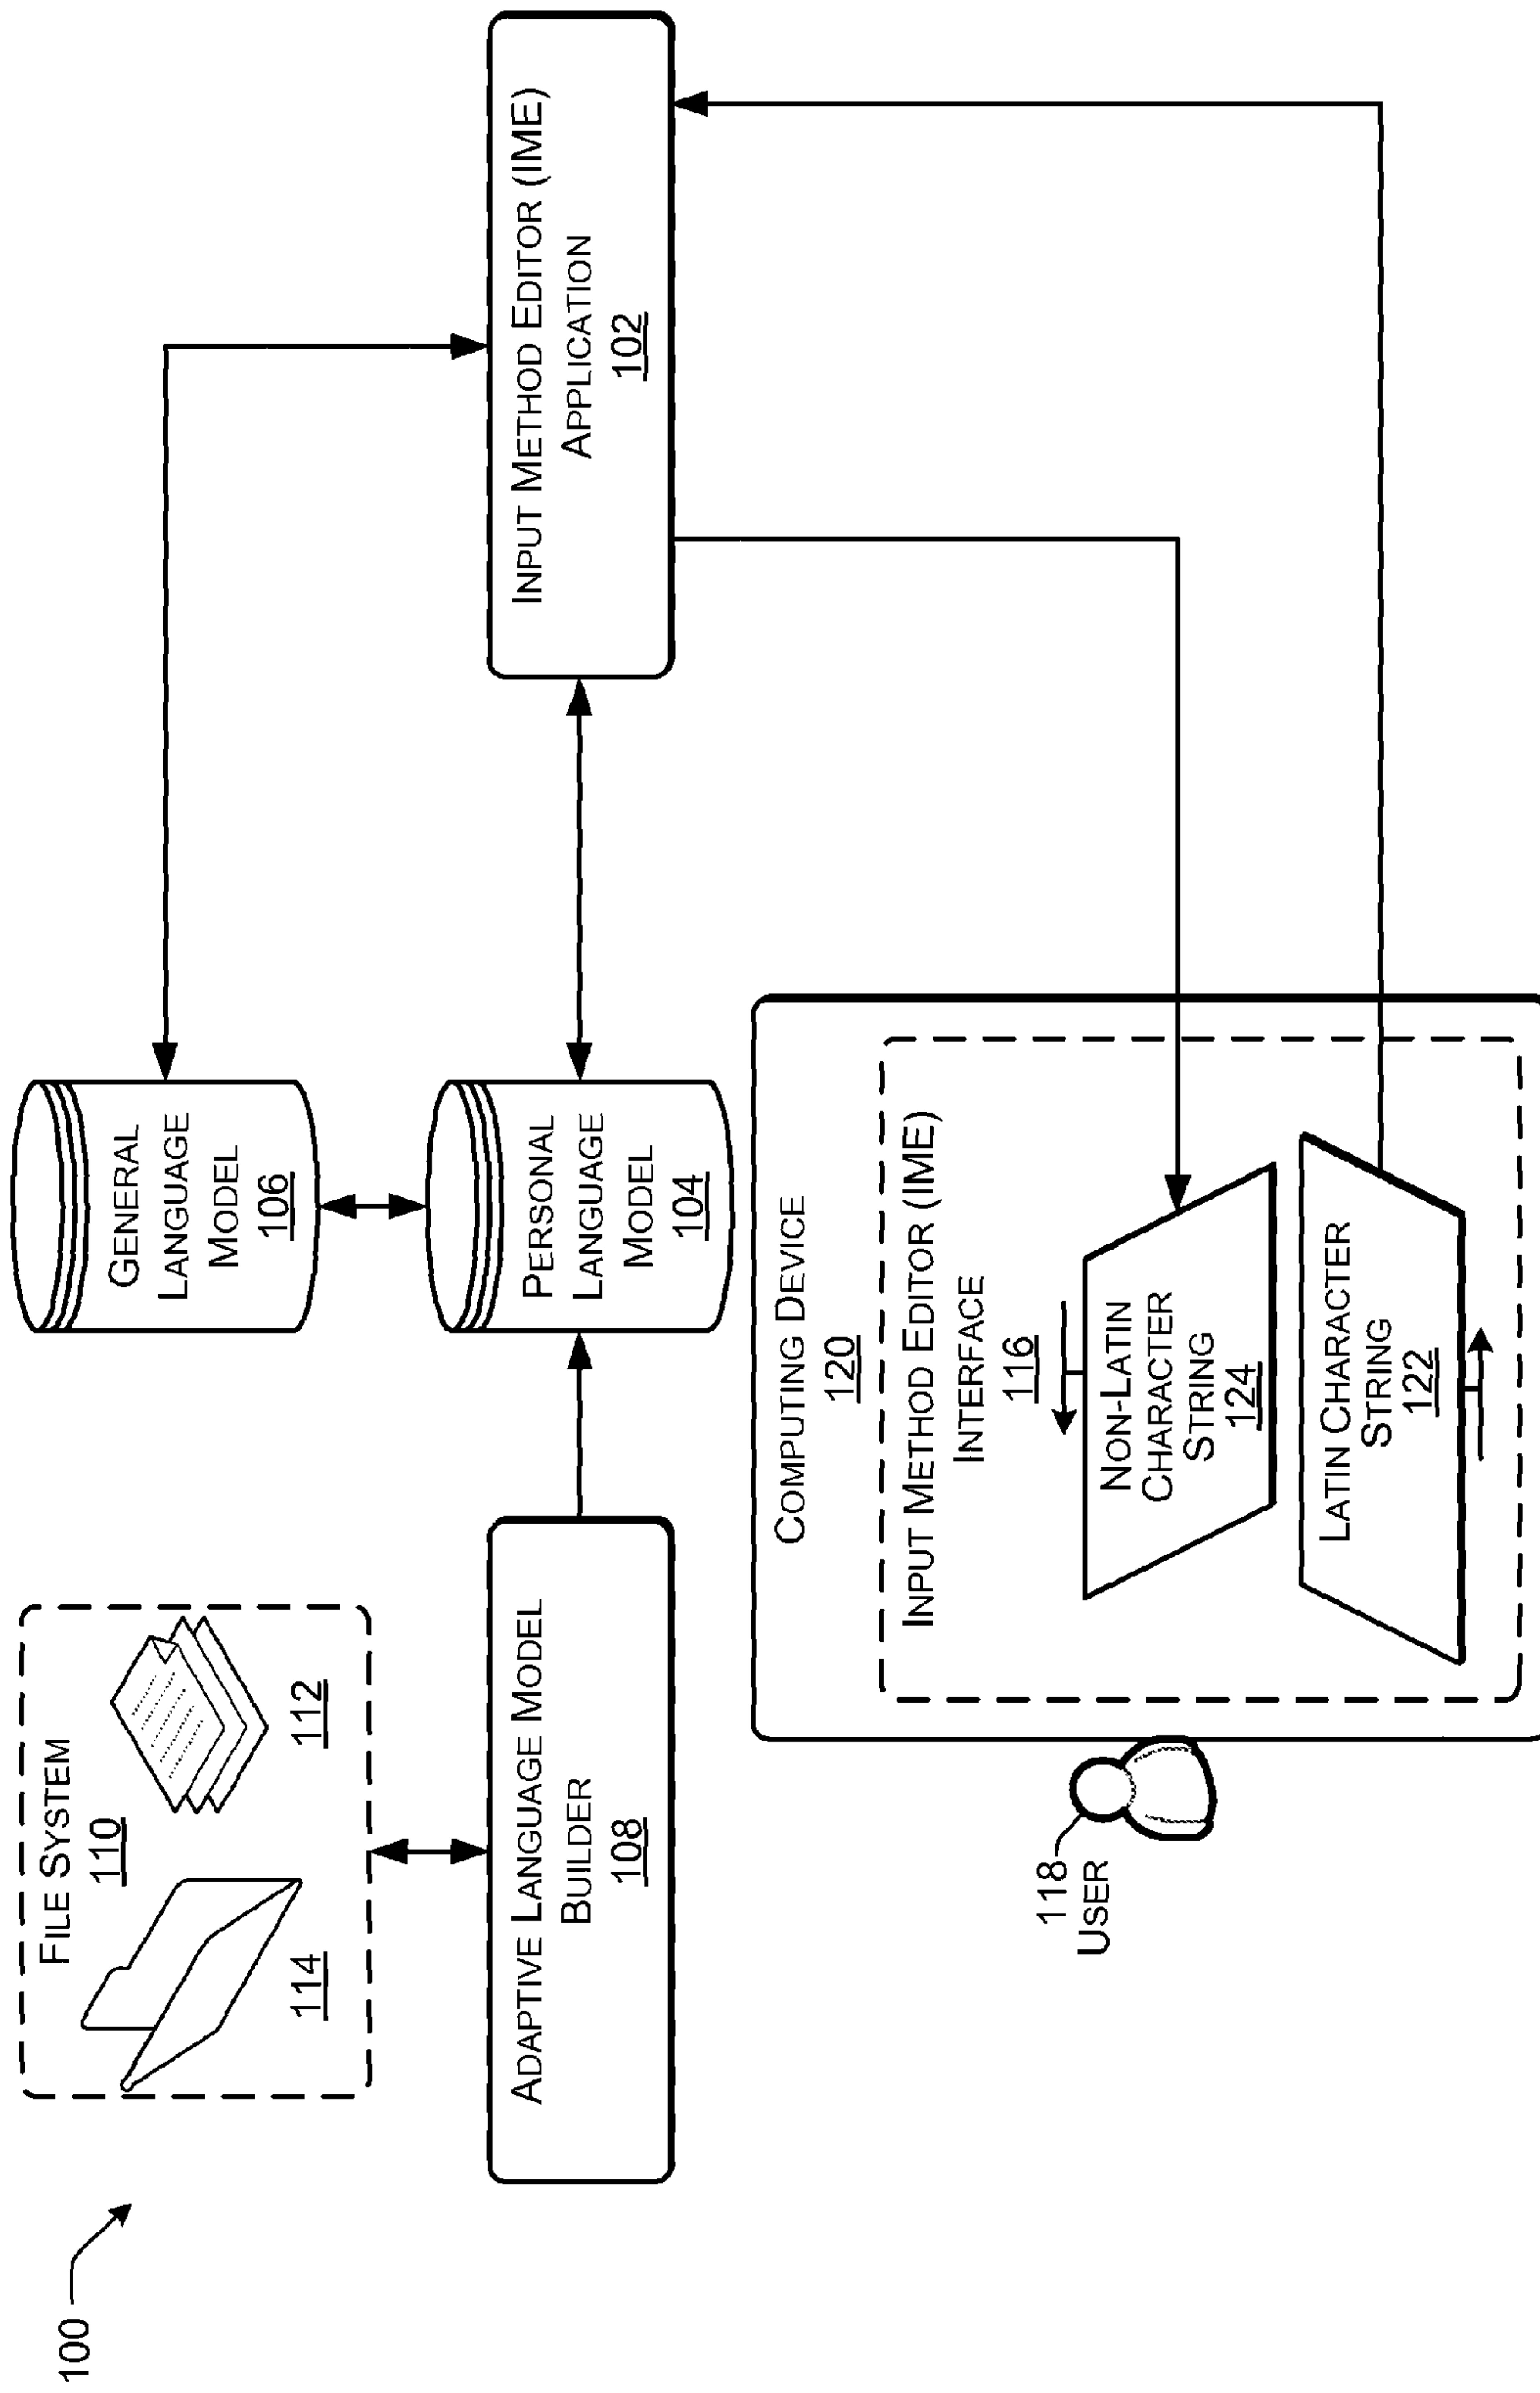 100
FILE SYSTEM
110
114
112
GENERAL
LANGUAGE
MODEL
106
ADAPTIVE LANGUAGE MODEL
BUILDER
108
PERSONAL
LANGUAGE
MODEL
104
INPUT METHOD EDITOR (IME)
APPLICATION
102
COMPUTING DEVICE
120
INPUT METHOD EDITOR (IME)
INTERFACE
116
118
USER
NON-LATIN
CHARACTER
STRING
124
LATIN CHARACTER
STRING
122